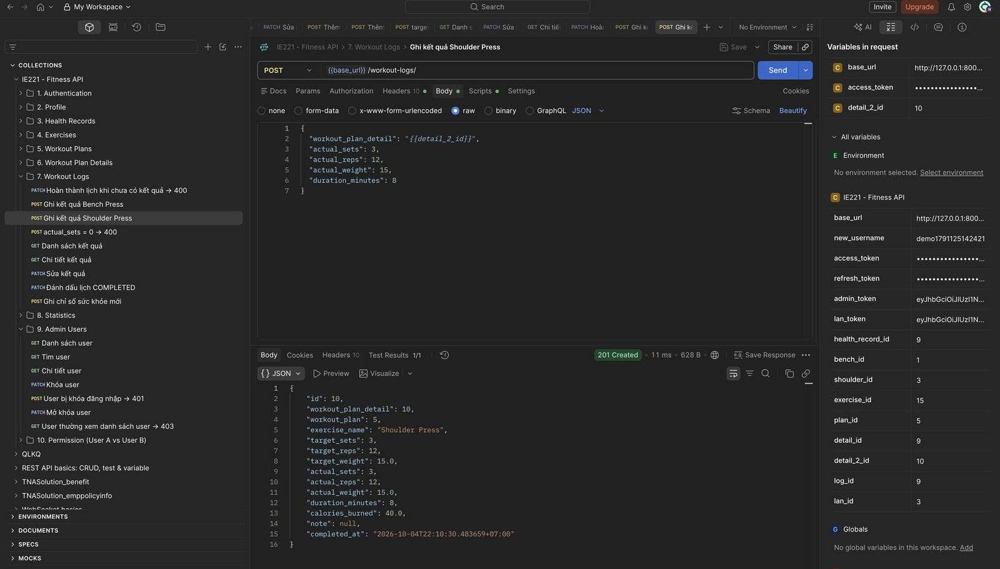 My Workspace
Search
Invite
Upgrade
COLLECTIONS
IE221 - Fitness API
1. Authentication
2. Profile
3. Health Records
4. Exercises
5. Workout Plans
6. Workout Plan Details
7. Workout Logs
PATCH Hoàn thành lịch khi chưa có kết quả → 400
POST Ghi kết quả Bench Press
POST Ghi kết quả Shoulder Press
POST actual_sets = 0 → 400
GET Danh sách kết quả
GET Chi tiết kết quả
PATCH Sửa kết quả
PATCH Đánh dấu lịch COMPLETED
POST Ghi chỉ số sức khỏe mới
8. Statistics
9. Admin Users
GET Danh sách user
GET Tìm user
GET Chi tiết user
PATCH Khóa user
POST User bị khóa đăng nhập → 401
PATCH Mở khóa user
GET User thường xem danh sách user → 403
10. Permission (User A vs User B)
QLKQ
REST API basics: CRUD, test & variable
TNASolution_benefit
TNASolution_emppolicyinfo
WebSocket basics
ENVIRONMENTS
DOCUMENTS
SPECS
MOCKS
PATCH Sửa POST Thêm POST Thêm POST targe GET Danh s PATCH Sửa GET Chi tiế PATCH Hoàn POST Ghi k POST Ghi k No Environment
HTTP IE221 - Fitness API > 7. Workout Logs > Ghi kết quả Shoulder Press Save Share
POST {{base_url}} /workout-logs/ Send
Docs Params Authorization Headers 10 Body Scripts Settings Cookies
none form-data x-www-form-urlencoded raw binary GraphQL JSON Schema Beautify
1 {
2 "workout_plan_detail": "{{detail_2_id}}",
3 "actual_sets": 3,
4 "actual_reps": 12,
5 "actual_weight": 15,
6 "duration_minutes": 8
7 }
Body Cookies Headers 10 Test Results 1/1 201 Created • 11 ms • 628 B • e.g. Save Response
{} JSON Preview Visualize
1 {
2 "id": 10,
3 "workout_plan_detail": 10,
4 "workout_plan": 5,
5 "exercise_name": "Shoulder Press",
6 "target_sets": 3,
7 "target_reps": 12,
8 "target_weight": 15.0,
9 "actual_sets": 3,
10 "actual_reps": 12,
11 "actual_weight": 15.0,
12 "duration_minutes": 8,
13 "calories_burned": 40.0,
14 "note": null,
15 "completed_at": "2026-10-04T22:10:30.483659+07:00"
16 }
AI
Variables in request
C base_url http://127.0.0.1:800...
C access_token ••••••••••••••••...
C detail_2_id 10
All variables
E Environment
No environment selected. Select environment
C IE221 - Fitness API
base_url http://127.0.0.1:800...
new_username demo1791125142421
access_token ••••••••••••••••...
refresh_token ••••••••••••••••...
admin_token eyJhbGciOiJIUzI1N...
lan_token eyJhbGciOiJIUzI1N...
health_record_id 9
bench_id 1
shoulder_id 3
exercise_id 15
plan_id 5
detail_id 9
detail_2_id 10
log_id 9
lan_id 3
G Globals
No global variables in this workspace. Add